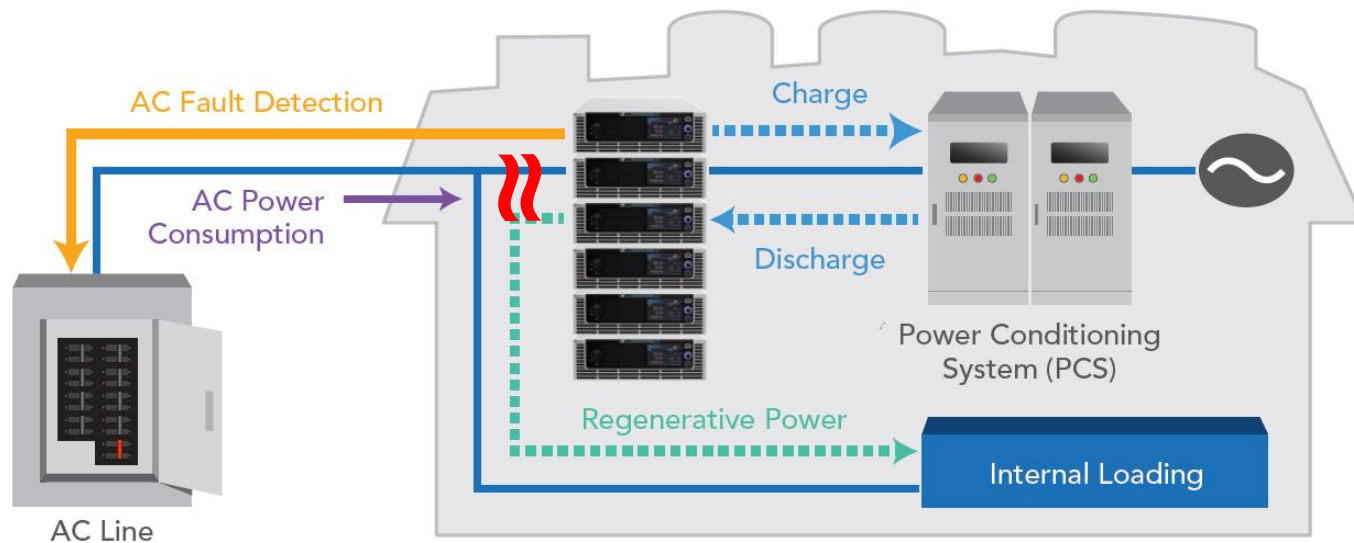 AC Fault Detection
Charge
AC Power
Consumption
Discharge
Power Conditioning
System (PCS)
Regenerative Power
Internal Loading
AC Line